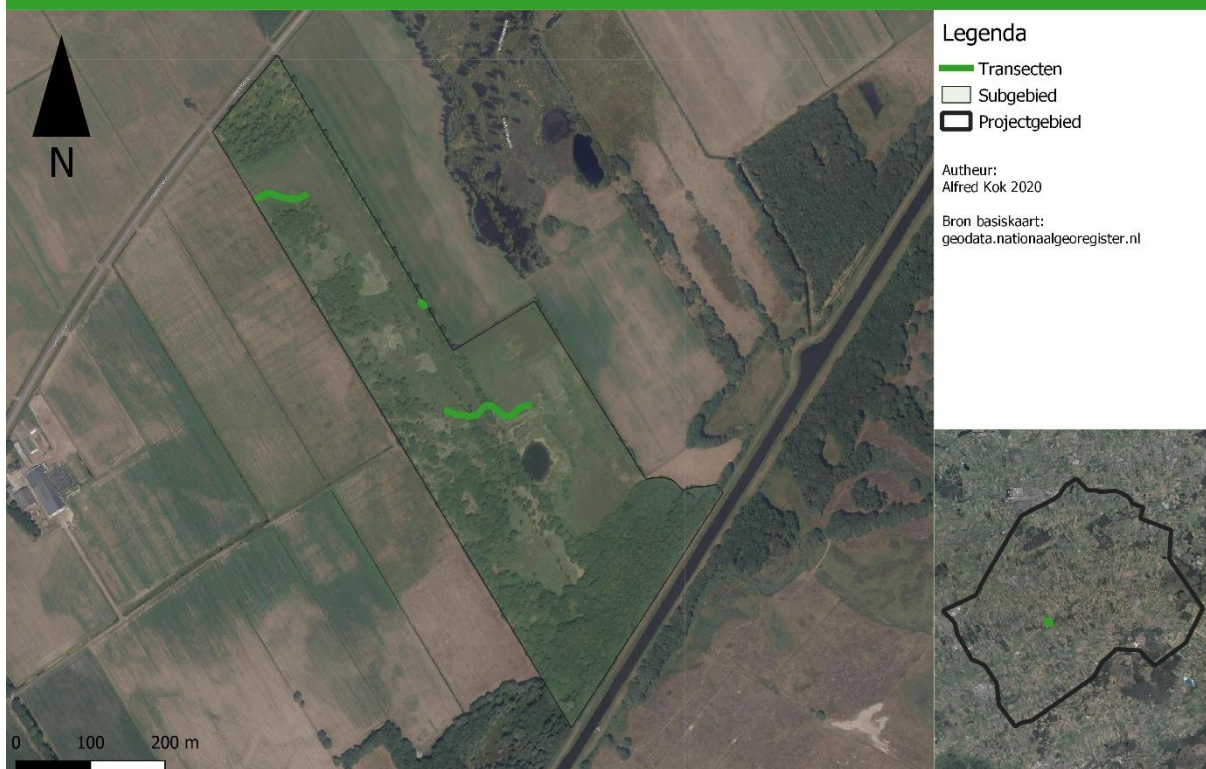 N
0 100 200 m
Legenda
Transecten
Subgebied
Projectgebied
Autheur:
Alfred Kok 2020
Bron basiskaart:
geodata.nationaalgeoregister.nl